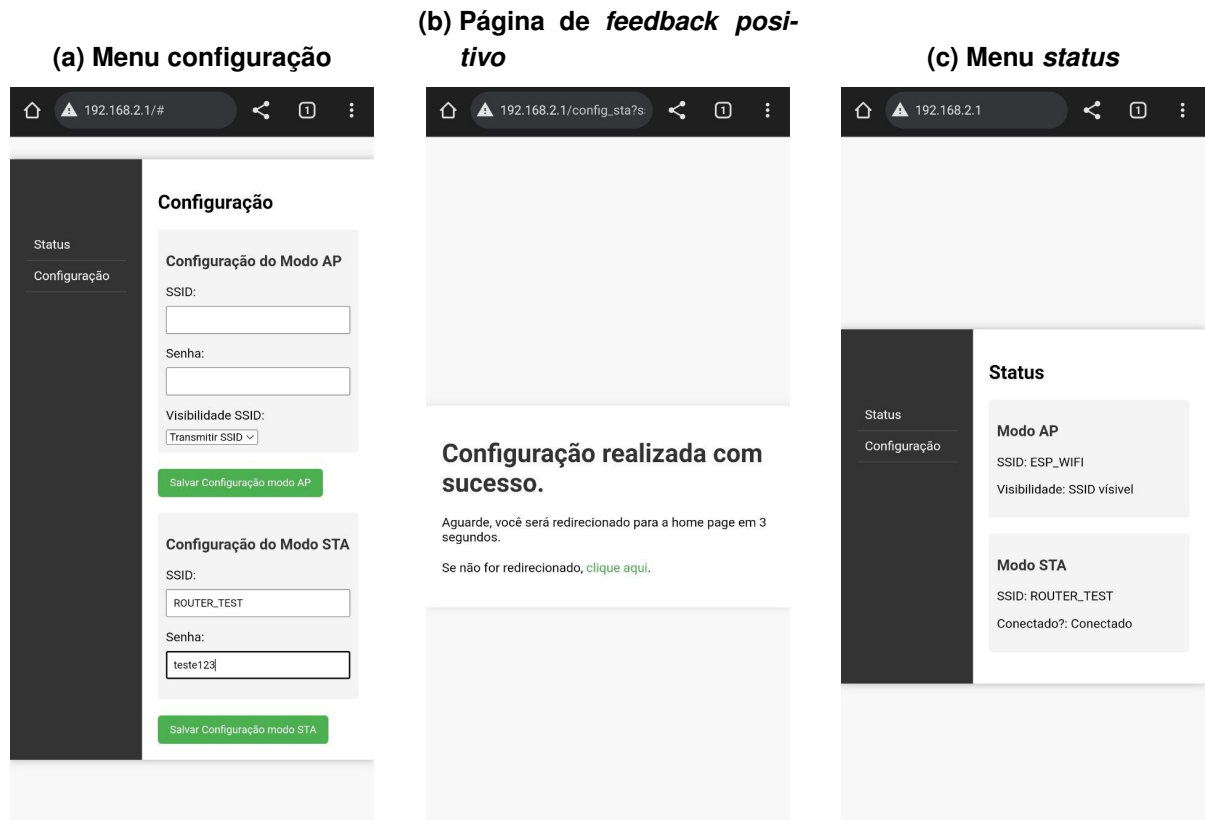 (a) Menu configuração
192.168.2.1/#
1
Status
Configuração
Configuração
Configuração do Modo AP
SSID:
Senha:
Visibilidade SSID:
Transmitir SSID
Salvar Configuração modo AP
Configuração do Modo STA
SSID:
ROUTER_TEST
Senha:
teste123
Salvar Configuração modo STA
(b) Página de feedback posi-
tivo
192.168.2.1/config_sta?s
1
Configuração realizada com
sucesso.
Aguarde, você será redirecionado para a home page em 3
segundos.
Se não for redirecionado, clique aqui.
(c) Menu status
192.168.2.1
1
Status
Configuração
Status
Modo AP
SSID: ESP_WIFI
Visibilidade: SSID vísivel
Modo STA
SSID: ROUTER_TEST
Conectado?: Conectado